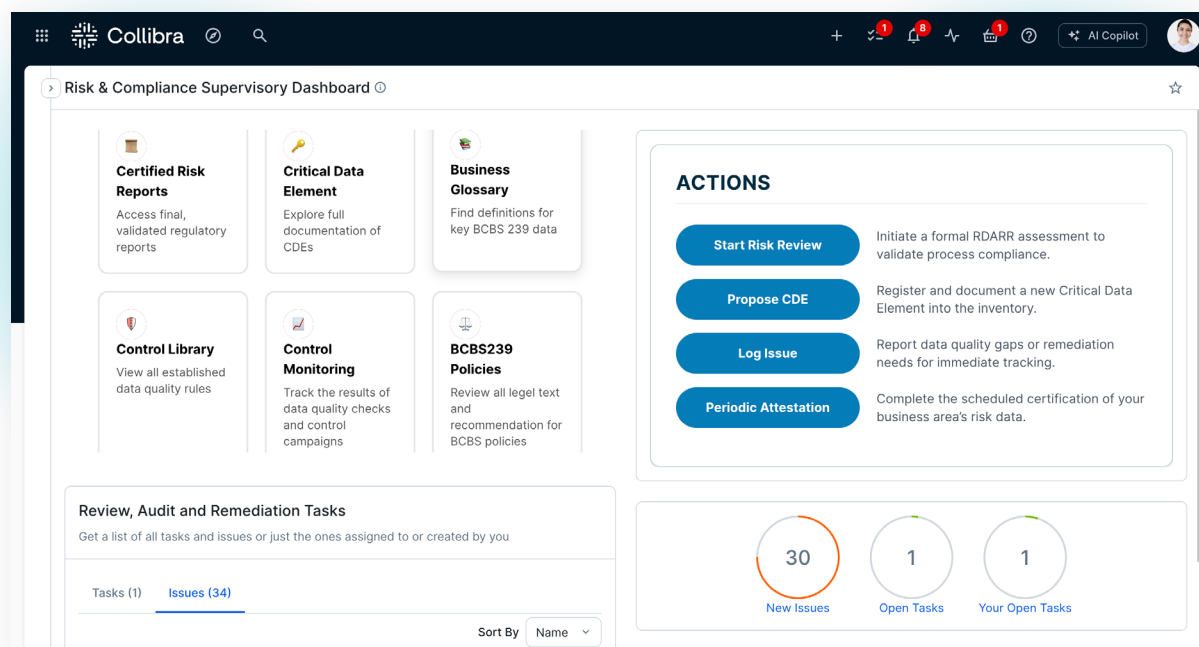 Collibra
1
8
1
AI Copilot
Risk & Compliance Supervisory Dashboard
Certified Risk
Reports
Access final,
validated regulatory
reports
Critical Data
Element
Explore full
documentation of
CDEs
Business
Glossary
Find definitions for
key BCBS 239 data
Control Library
View all established
data quality rules
Control
Monitoring
Track the results of
data quality checks
and control
campaigns
BCBS239
Policies
Review all legel text
and
recommendation for
BCBS policies
ACTIONS
Start Risk Review
Initiate a formal RDARR assessment to
validate process compliance.
Propose CDE
Register and document a new Critical Data
Element into the inventory.
Log Issue
Report data quality gaps or remediation
needs for immediate tracking.
Periodic Attestation
Complete the scheduled certification of your
business area's risk data.
Review, Audit and Remediation Tasks
Get a list of all tasks and issues or just the ones assigned to or created by you
Tasks (1)
Issues (34)
Sort By
Name
30
New Issues
1
Open Tasks
1
Your Open Tasks